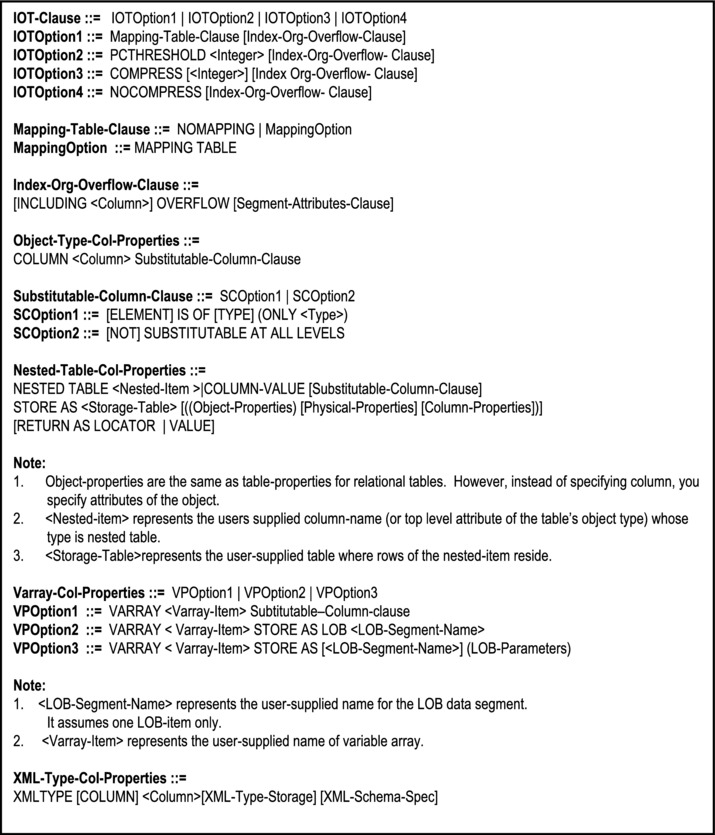 IOT-Clause ::=  IOTOption1 | IOTOption2 | IOTOption3 | IOTOption4
IOTOption1 ::=  Mapping-Table-Clause [Index-Org-Overflow-Clause]
IOTOption2 ::=  PCTHRESHOLD <Integer> [Index-Org-Overflow- Clause]
IOTOption3 ::=  COMPRESS [<Integer>] [Index Org-Overflow- Clause]
IOTOption4 ::=  NOCOMPRESS [Index-Org-Overflow- Clause]

Mapping-Table-Clause ::=  NOMAPPING | MappingOption
MappingOption  ::= MAPPING TABLE

Index-Org-Overflow-Clause ::=
[INCLUDING <Column>] OVERFLOW [Segment-Attributes-Clause]

Object-Type-Col-Properties ::=
COLUMN <Column> Substitutable-Column-Clause

Substitutable-Column-Clause ::=  SCOption1 | SCOption2
SCOption1 ::=  [ELEMENT] IS OF [TYPE] (ONLY <Type>)
SCOption2 ::=  [NOT] SUBSTITUTABLE AT ALL LEVELS

Nested-Table-Col-Properties ::=
NESTED TABLE <Nested-Item >|COLUMN-VALUE [Substitutable-Column-Clause]
STORE AS <Storage-Table> [((Object-Properties) [Physical-Properties] [Column-Properties])]
[RETURN AS LOCATOR  | VALUE]

Note:
1. Object-properties are the same as table-properties for relational tables.  However, instead of specifying column, you
specify attributes of the object.
2. <Nested-item> represents the users supplied column-name (or top level attribute of the table's object type) whose
type is nested table.
3. <Storage-Table>represents the user-supplied table where rows of the nested-item reside.

Varray-Col-Properties ::=  VPOption1 | VPOption2 | VPOption3
VPOption1  ::=  VARRAY <Varray-Item> Subtitutable–Column-clause
VPOption2  ::=  VARRAY < Varray-Item> STORE AS LOB <LOB-Segment-Name>
VPOption3  ::=  VARRAY < Varray-Item> STORE AS [<LOB-Segment-Name>] (LOB-Parameters)

Note:
1. <LOB-Segment-Name> represents the user-supplied name for the LOB data segment.
It assumes one LOB-item only.
2. <Varray-Item> represents the user-supplied name of variable array.

XML-Type-Col-Properties ::=
XMLTYPE [COLUMN] <Column>[XML-Type-Storage] [XML-Schema-Spec]